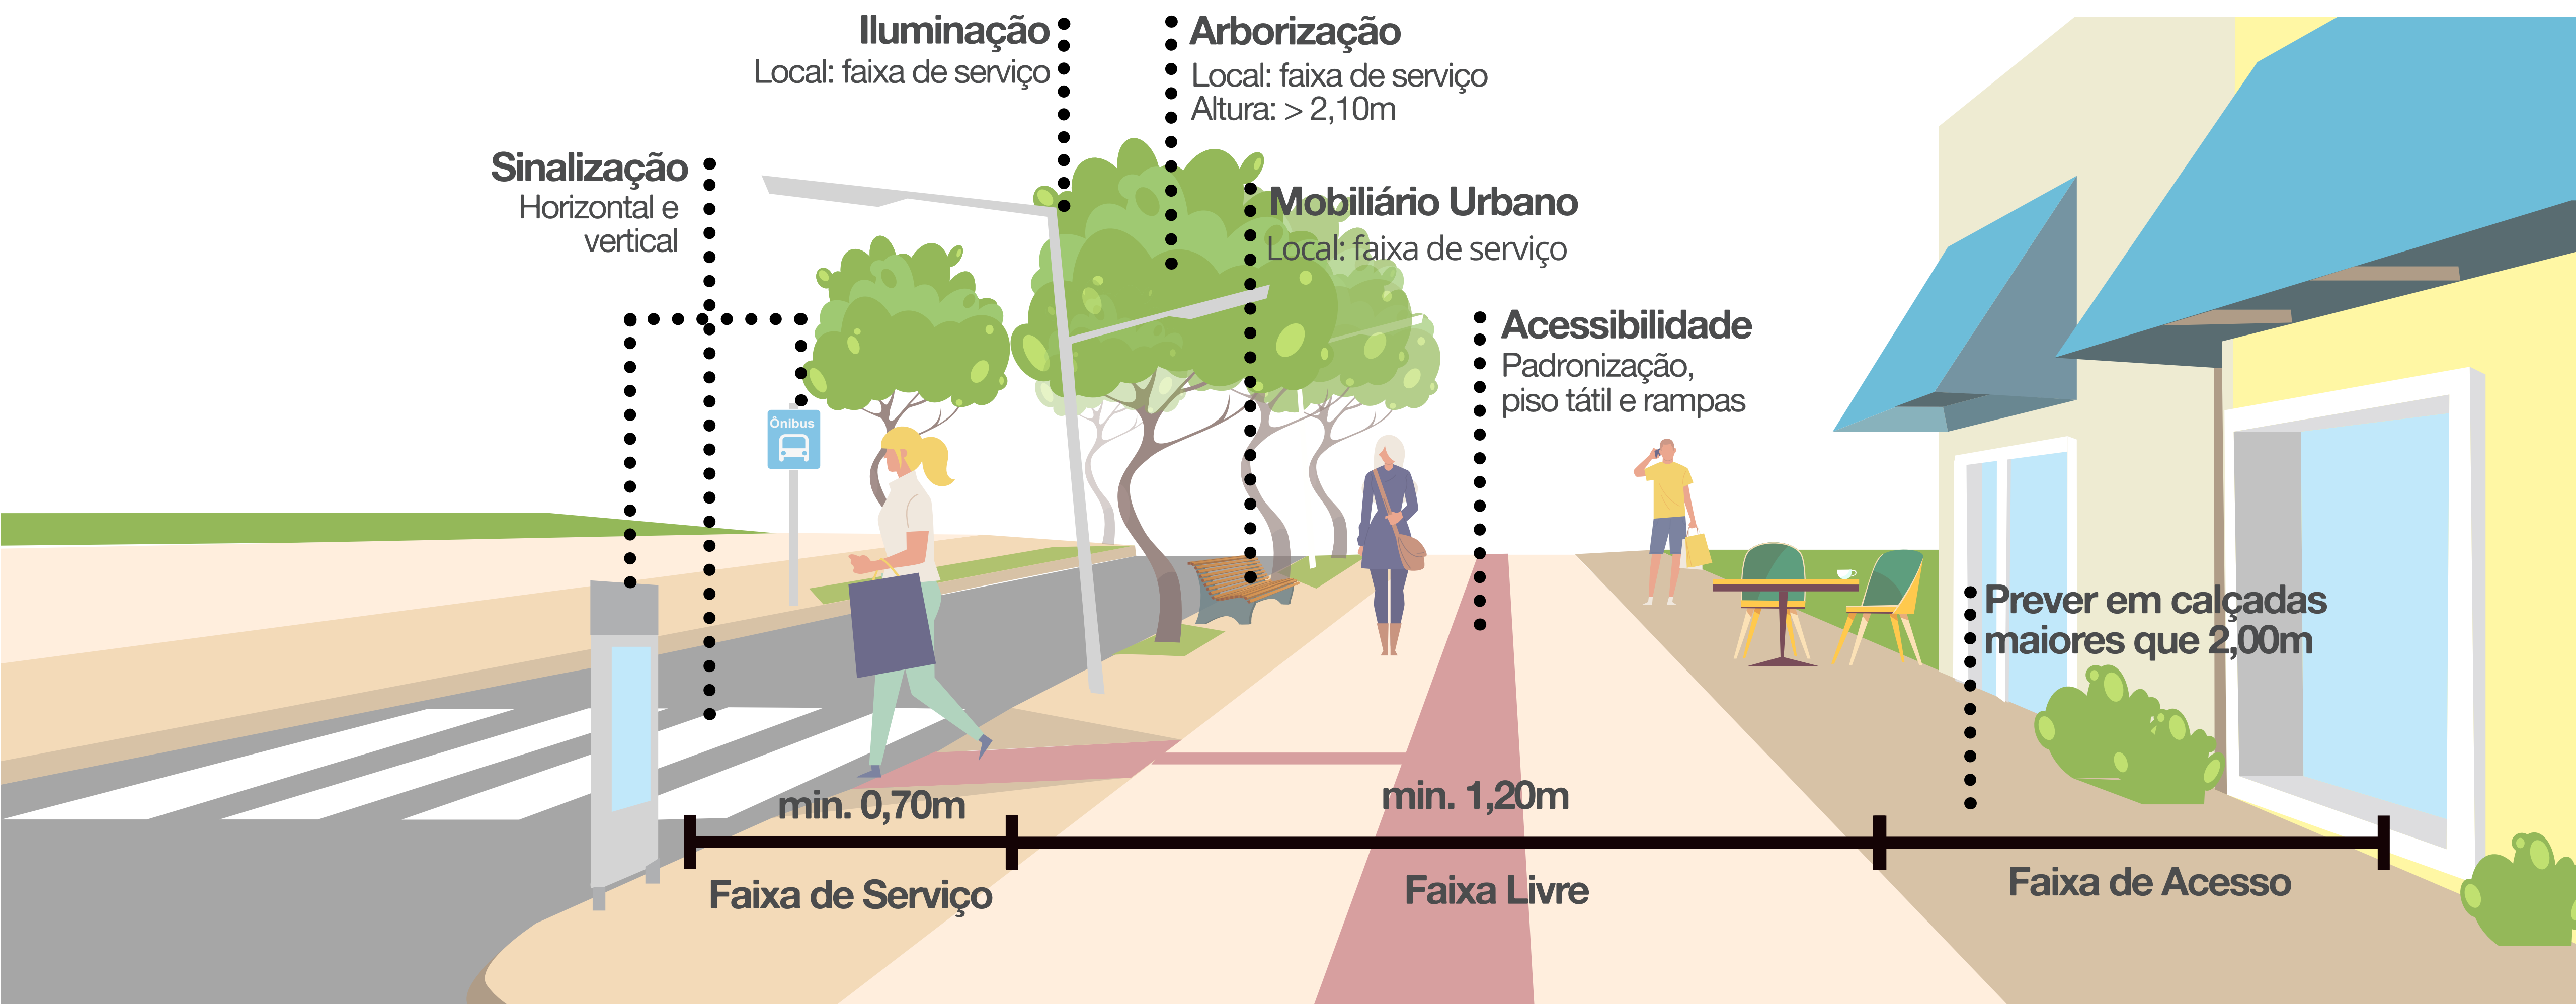 Iluminação
Local: faixa de serviço
Arborização
Local: faixa de serviço
Altura: > 2,10m
Sinalização
Horizontal e
vertical
Mobiliário Urbano
Local: faixa de serviço
Acessibilidade
Padronização,
piso tátil e rampas
Ônibus
Prever em calçadas
maiores que 2,00m
min. 0,70m
min. 1,20m
Faixa de Serviço
Faixa Livre
Faixa de Acesso